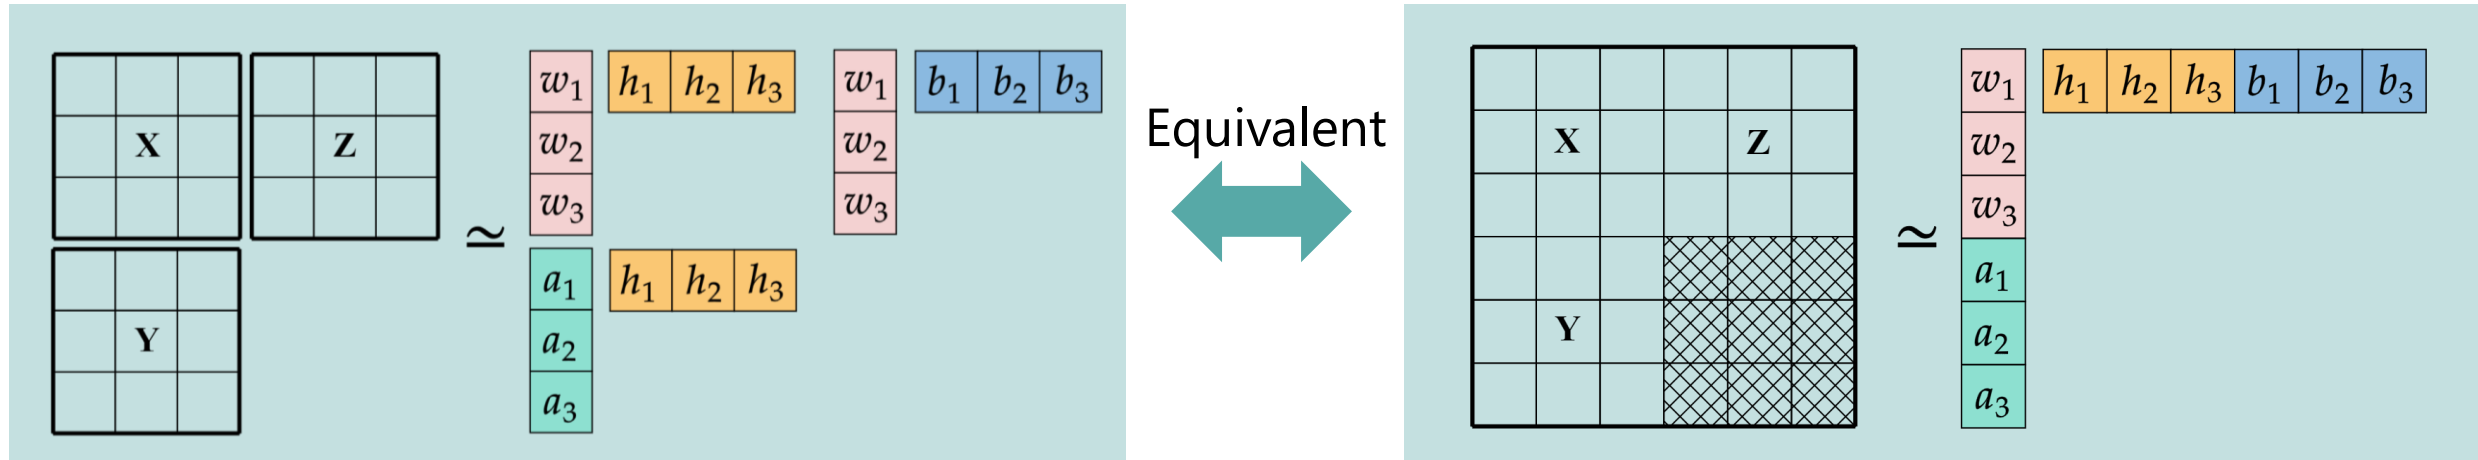 X Z ≃ w₁ h₁ h₂ h₃ w₁ b₁ b₂ b₃
w₂ w₂
w₃ w₃
Y a₁ h₁ h₂ h₃
a₂
a₃
Equivalent
X Z ≃ w₁ h₁ h₂ h₃ b₁ b₂ b₃
w₂
w₃
Y a₁
a₂
a₃